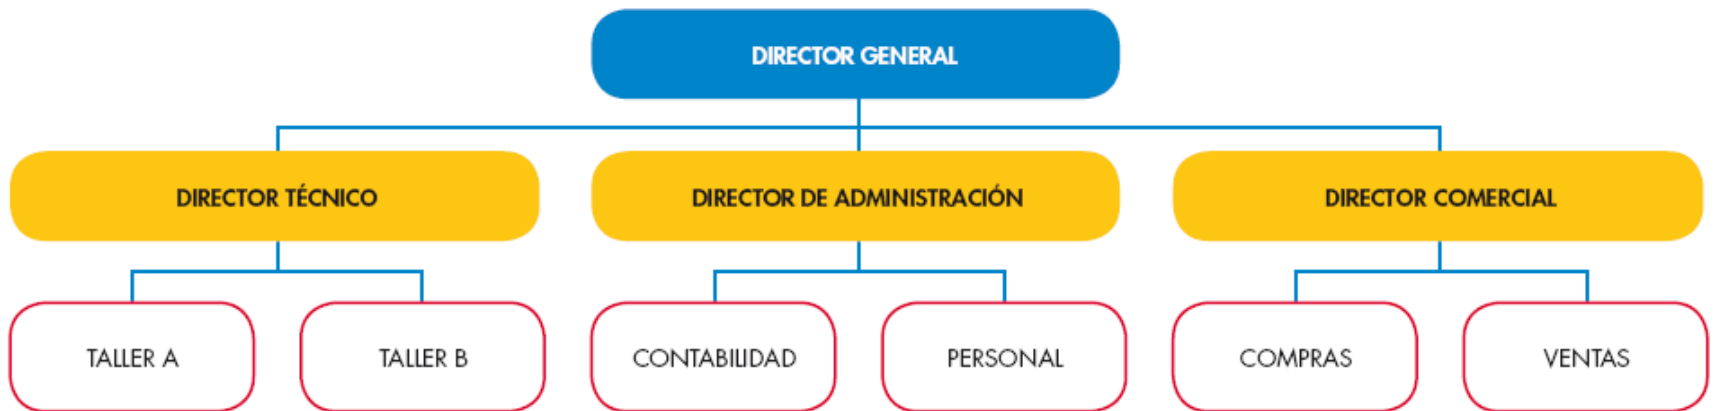 DIRECTOR GENERAL
DIRECTOR TÉCNICO
DIRECTOR DE ADMINISTRACIÓN
DIRECTOR COMERCIAL
TALLER A
TALLER B
CONTABILIDAD
PERSONAL
COMPRAS
VENTAS